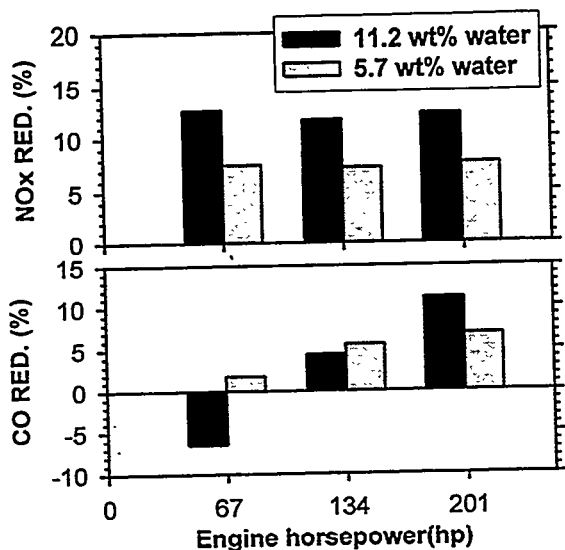 11.2 wt% water
5.7 wt% water
NOx RED. (%)
20
15
10
5
0
CO RED. (%)
15
10
5
0
-5
-10
0 67 134 201
Engine horsepower(hp)